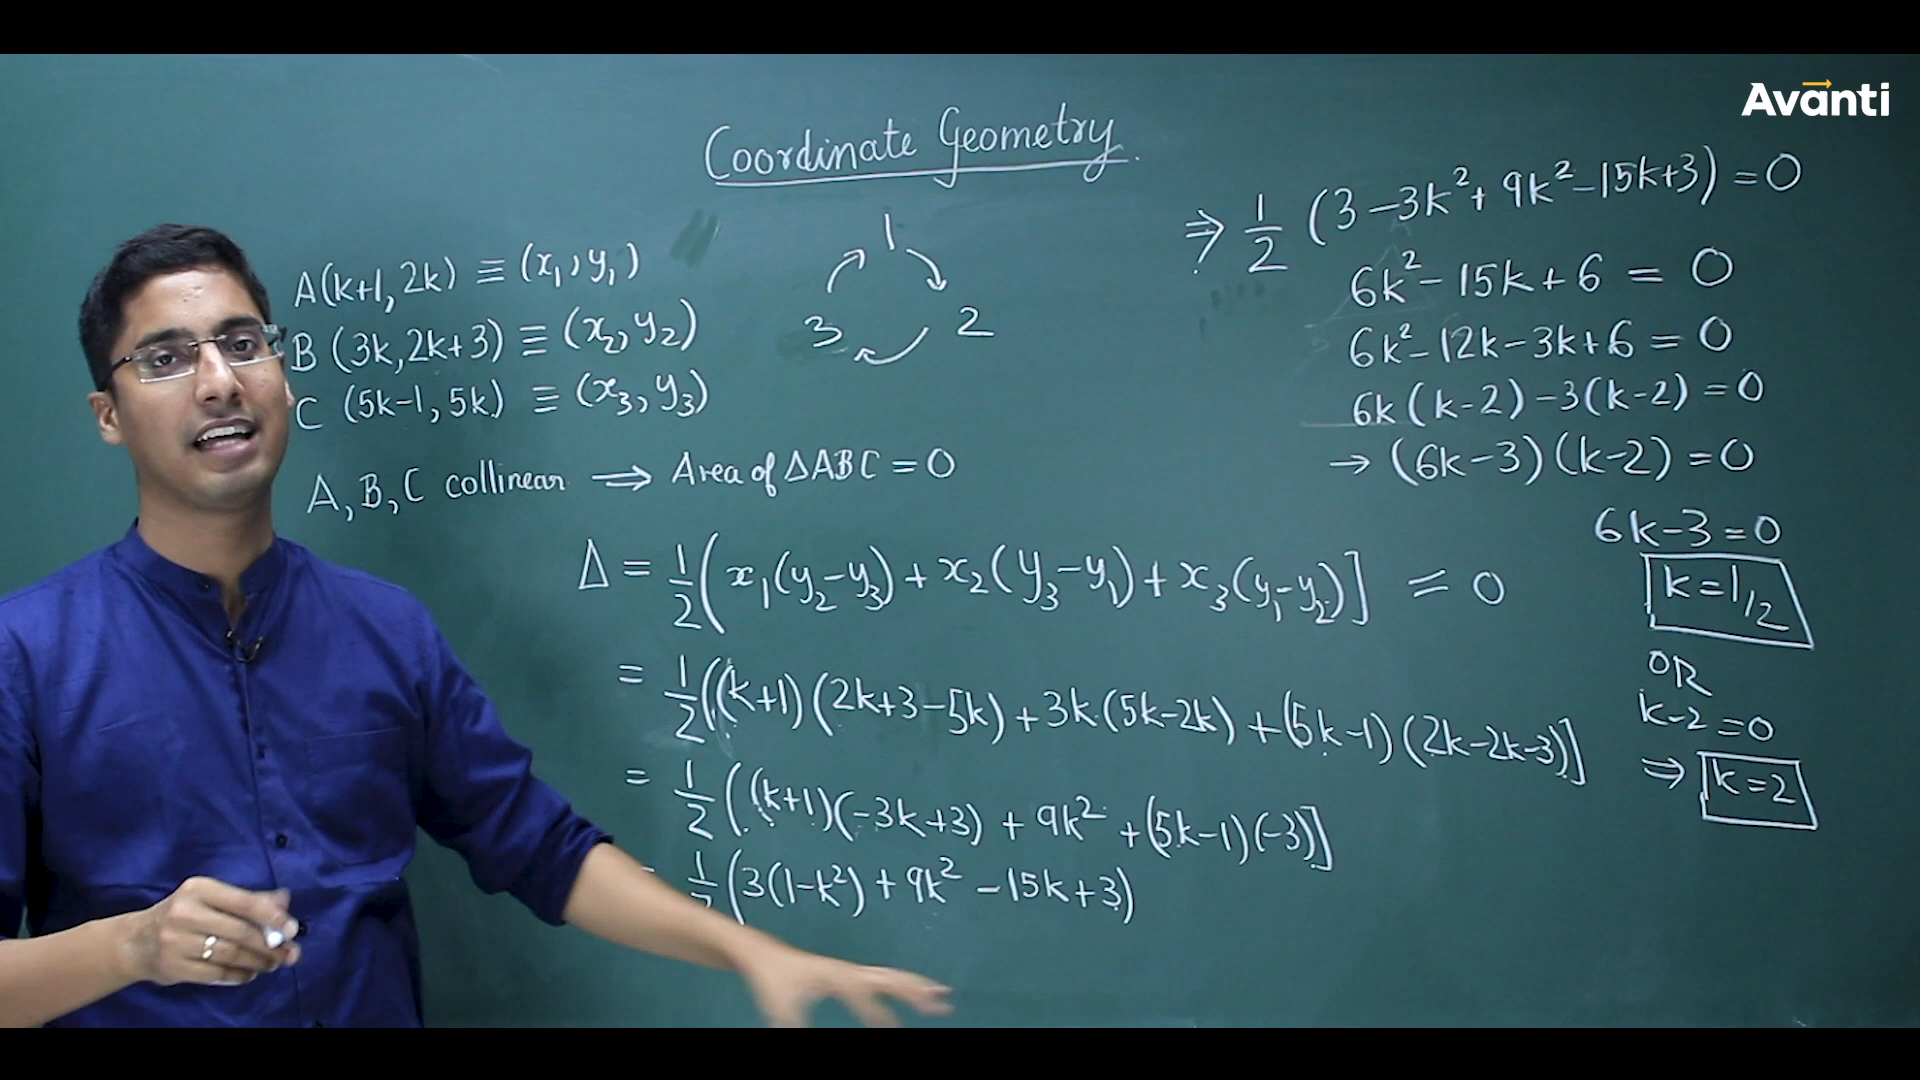 Avanti
Coordinate Geometry
A(k+1, 2k) ≡ (x₁, y₁)
B (3k, 2k+3) ≡ (x₂, y₂)
C (5k-1, 5k) ≡ (x₃, y₃)
1
2
3
A, B, C collinear ⟹ Area of ΔABC = 0
Δ = 1/2 (x₁(y₂-y₃) + x₂(y₃-y₁) + x₃(y₁-y₂)] = 0
= 1/2 ((k+1)(2k+3-5k) + 3k(5k-2k) + (5k-1)(2k-2k-3)]
= 1/2 ((k+1)(-3k+3) + 9k² + (5k-1)(-3)]
= 1/2 (3(1-k²) + 9k² - 15k + 3)
⇒ 1/2 (3-3k²+9k²-15k+3) = 0
6k² - 15k + 6 = 0
6k² - 12k - 3k + 6 = 0
6k(k-2) - 3(k-2) = 0
→ (6k-3)(k-2) = 0
6k-3 = 0
k = 1/2
OR
k-2 = 0
⇒ k = 2